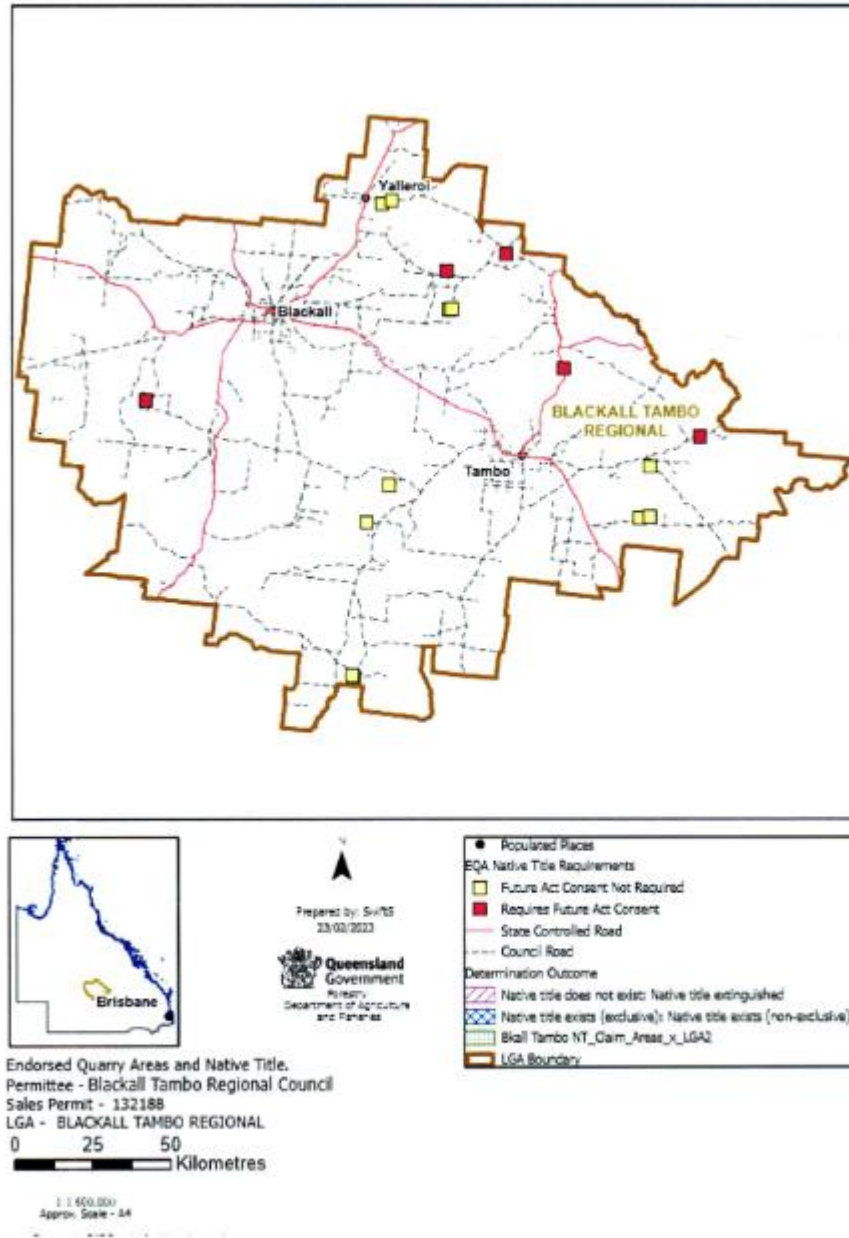 Yalleroi
Blackall
BLACKALL TAMBO
REGIONAL
Tambo
Brisbane
N
Prepared by: SwiftS
23/02/2023
Queensland
Government
Forestry
Department of Agriculture
and Fisheries
Populated Places
EQA Native Title Requirements
Future Act Consent Not Required
Requires Future Act Consent
State Controlled Road
Council Road
Determination Outcome
Native title does not exist: Native title extinguished
Native title exists (exclusive): Native title exists (non-exclusive)
Bkall Tambo NT_Claim_Areas_x_LGA2
LGA Boundary
Endorsed Quarry Areas and Native Title.
Permittee - Blackall Tambo Regional Council
Sales Permit - 132188
LGA - BLACKALL TAMBO REGIONAL
0 25 50
Kilometres
1:1,600,000
Approx. Scale - A4